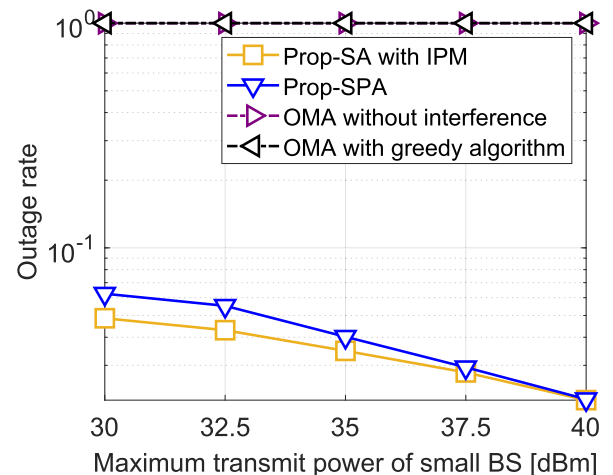 10⁰
Prop-SA with IPM
Prop-SPA
OMA without interference
OMA with greedy algorithm
Outage rate
10⁻¹
30 32.5 35 37.5 40
Maximum transmit power of small BS [dBm]